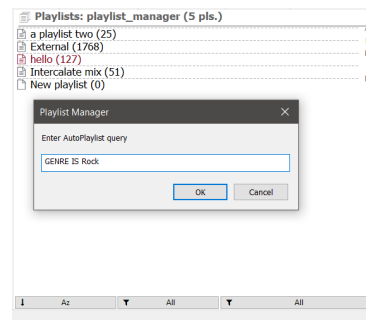 Playlists: playlist_manager (5 pls.)
a playlist two (25)
External (1768)
hello (127)
Intercalate mix (51)
New playlist (0)
Playlist Manager
Enter AutoPlaylist query
GENRE IS Rock
OK Cancel
Az All All